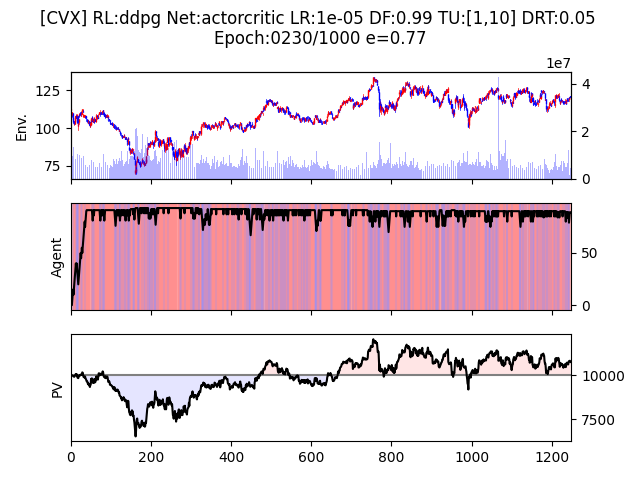 [CVX] RL:ddpg Net:actorcritic LR:1e-05 DF:0.99 TU:[1,10] DRT:0.05
Epoch:0230/1000 e=0.77
1e7
125
100
75
Env.
4
2
0
Agent
50
0
PV
10000
7500
0 200 400 600 800 1000 1200